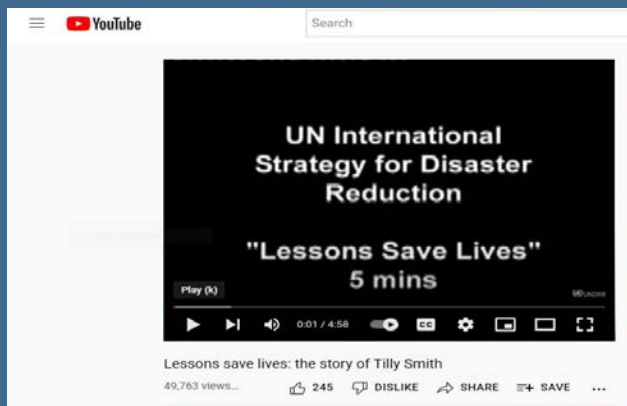 YouTube
Search
UN International
Strategy for Disaster
Reduction
"Lessons Save Lives"
5 mins
Play (k)
UNDRR
0:01 / 4:58
CC
Lessons save lives: the story of Tilly Smith
49,763 views... 245 DISLIKE SHARE SAVE ...